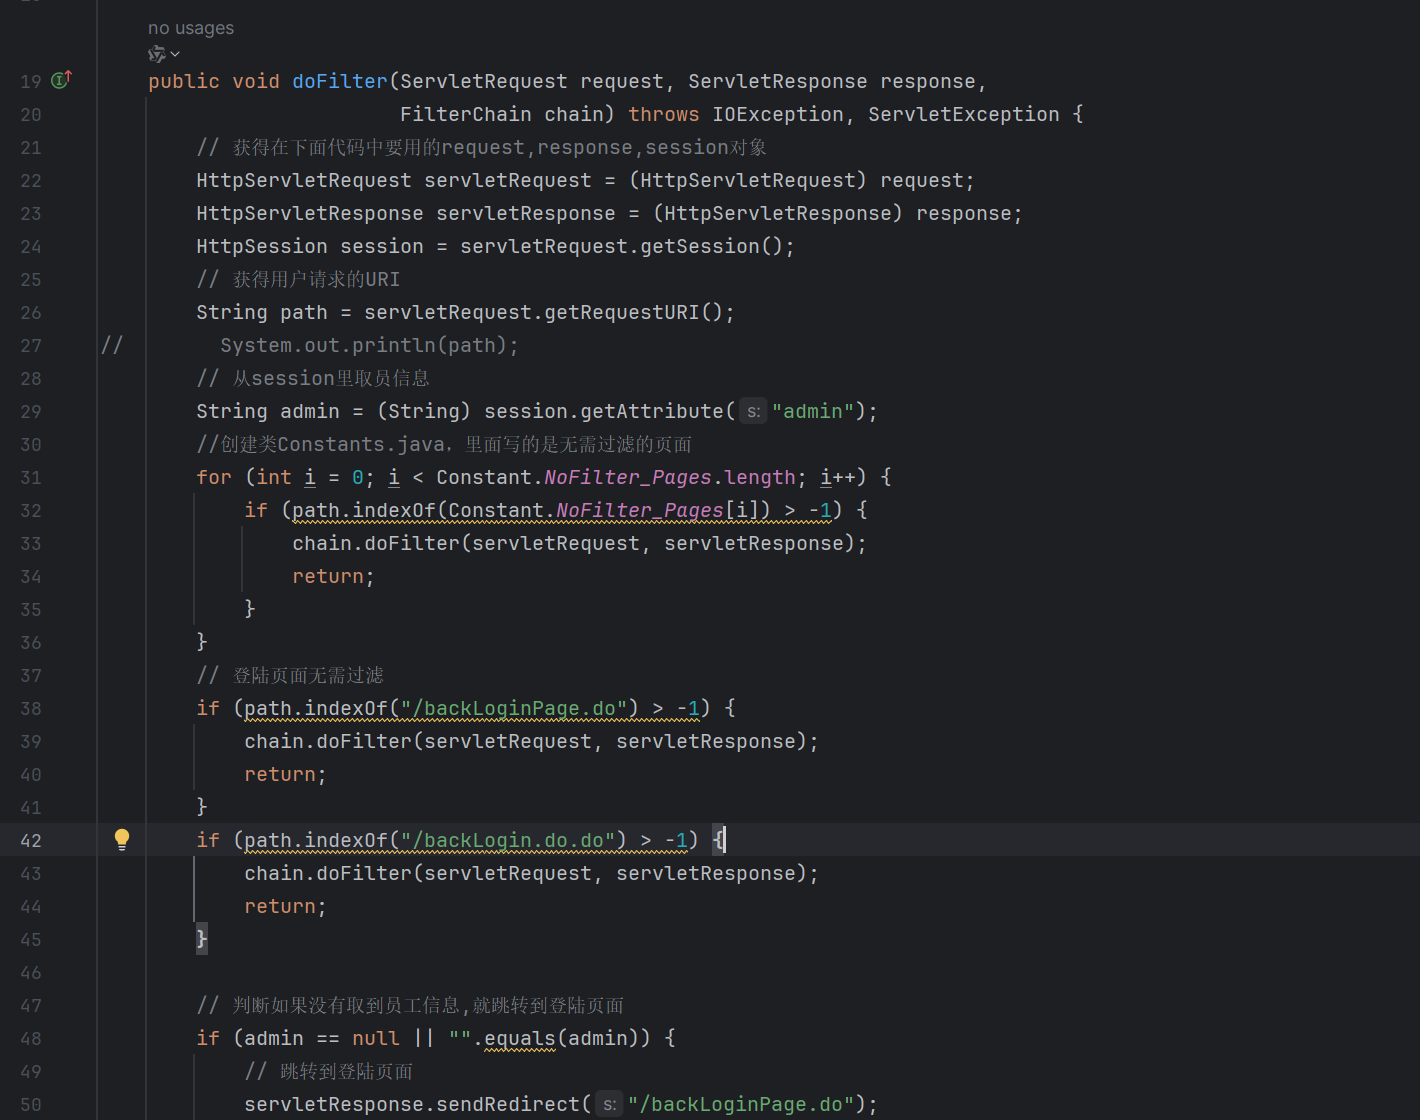 no usages
19 public void doFilter(ServletRequest request, ServletResponse response,
20 FilterChain chain) throws IOException, ServletException {
21 // 获得在下面代码中要用的request,response,session对象
22 HttpServletRequest servletRequest = (HttpServletRequest) request;
23 HttpServletResponse servletResponse = (HttpServletResponse) response;
24 HttpSession session = servletRequest.getSession();
25 // 获得用户请求的URI
26 String path = servletRequest.getRequestURI();
27 // System.out.println(path);
28 // 从session里取员信息
29 String admin = (String) session.getAttribute( s: "admin");
30 //创建类Constants.java，里面写的是无需过滤的页面
31 for (int i = 0; i < Constant.NoFilter_Pages.length; i++) {
32 if (path.indexOf(Constant.NoFilter_Pages[i]) > -1) {
33 chain.doFilter(servletRequest, servletResponse);
34 return;
35 }
36 }
37 // 登陆页面无需过滤
38 if (path.indexOf("/backLoginPage.do") > -1) {
39 chain.doFilter(servletRequest, servletResponse);
40 return;
41 }
42 if (path.indexOf("/backLogin.do.do") > -1) {
43 chain.doFilter(servletRequest, servletResponse);
44 return;
45 }
46
47 // 判断如果没有取到员工信息,就跳转到登陆页面
48 if (admin == null || "".equals(admin)) {
49 // 跳转到登陆页面
50 servletResponse.sendRedirect( s: "/backLoginPage.do");